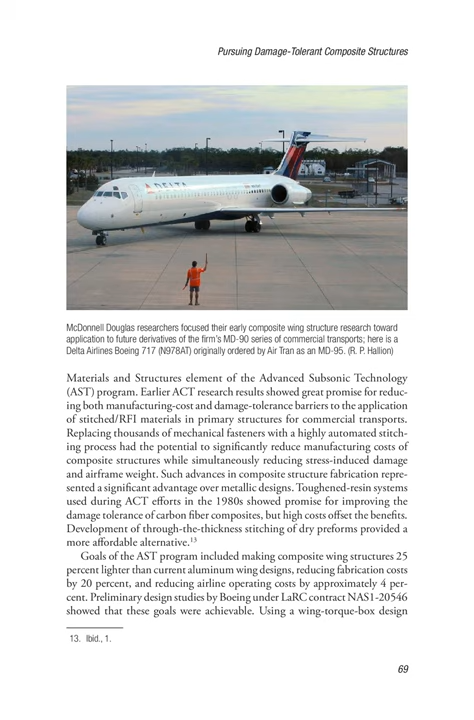 Pursuing Damage-Tolerant Composite Structures
DELTA
McDonnell Douglas researchers focused their early composite wing structure research toward
application to future derivatives of the firm's MD-90 series of commercial transports; here is a
Delta Airlines Boeing 717 (N978AT) originally ordered by Air Tran as an MD-95. (R. P. Hallion)
Materials and Structures element of the Advanced Subsonic Technology
(AST) program. Earlier ACT research results showed great promise for reduc-
ing both manufacturing-cost and damage-tolerance barriers to the application
of stitched/RFI materials in primary structures for commercial transports.
Replacing thousands of mechanical fasteners with a highly automated stitch-
ing process had the potential to significantly reduce manufacturing costs of
composite structures while simultaneously reducing stress-induced damage
and airframe weight. Such advances in composite structure fabrication repre-
sented a significant advantage over metallic designs. Toughened-resin systems
used during ACT efforts in the 1980s showed promise for improving the
damage tolerance of carbon fiber composites, but high costs offset the benefits.
Development of through-the-thickness stitching of dry preforms provided a
more affordable alternative.13
Goals of the AST program included making composite wing structures 25
percent lighter than current aluminum wing designs, reducing fabrication costs
by 20 percent, and reducing airline operating costs by approximately 4 per-
cent. Preliminary design studies by Boeing under LaRC contract NAS1-20546
showed that these goals were achievable. Using a wing-torque-box design
13. Ibid., 1.
69